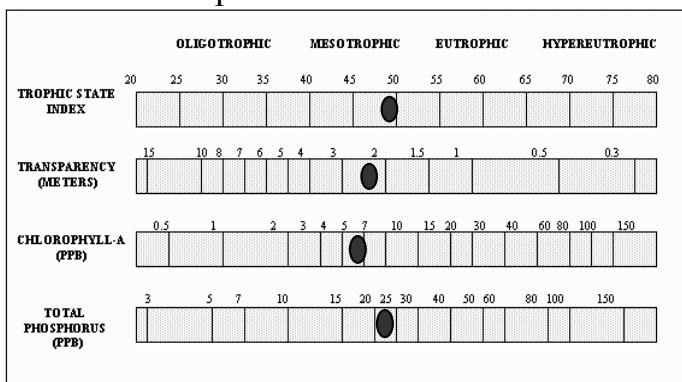 OLIGOTROPHIC MESOTROPHIC EUTROPHIC HYPEREUTROPHIC
20 25 30 35 40 45 50 55 60 65 70 75 80
TROPHIC STATE
INDEX
15 10 8 7 6 5 4 3 2 1.5 1 0.5 0.3
TRANSPARENCY
(METERS)
0.5 1 2 3 4 5 7 10 15 20 30 40 60 80 100 150
CHLOROPHYLL-A
(PPB)
3 5 7 10 15 20 25 30 40 50 60 80 100 150
TOTAL
PHOSPHORUS
(PPB)